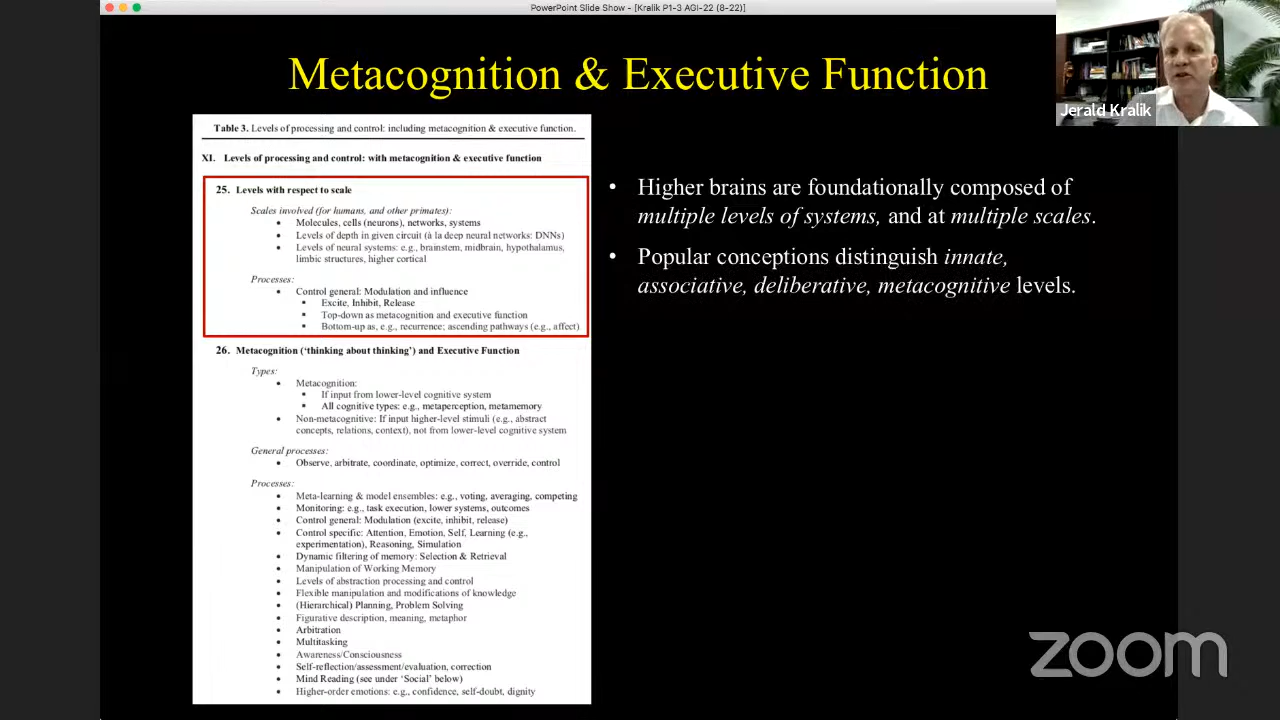 PowerPoint Slide Show - [Kralik P1-3 AGI-22 (8-22)]
Metacognition & Executive Function
Jerald Kralik
Table 3. Levels of processing and control: including metacognition & executive function.
XI. Levels of processing and control: with metacognition & executive function
25. Levels with respect to scale
Scales involved (for humans, and other primates):
• Molecules, cells (neurons), networks, systems
• Levels of depth in given circuit (à la deep neural networks: DNNs)
• Levels of neural systems: e.g., brainstem, midbrain, hypothalamus,
limbic structures, higher cortical
Processes:
• Control general: Modulation and influence
▪ Excite, Inhibit, Release
▪ Top-down as metacognition and executive function
▪ Bottom-up as, e.g., recurrence; ascending pathways (e.g., affect)
26. Metacognition (‘thinking about thinking’) and Executive Function
Types:
• Metacognition:
▪ If input from lower-level cognitive system
▪ All cognitive types: e.g., metaperception, metamemory
• Non-metacognitive: If input higher-level stimuli (e.g., abstract
concepts, relations, context), not from lower-level cognitive system
General processes:
• Observe, arbitrate, coordinate, optimize, correct, override, control
Processes:
• Meta-learning & model ensembles: e.g., voting, averaging, competing
• Monitoring: e.g., task execution, lower systems, outcomes
• Control general: Modulation (excite, inhibit, release)
• Control specific: Attention, Emotion, Self, Learning (e.g.,
experimentation), Reasoning, Simulation
• Dynamic filtering of memory: Selection & Retrieval
• Manipulation of Working Memory
• Levels of abstraction processing and control
• Flexible manipulation and modifications of knowledge
• (Hierarchical) Planning, Problem Solving
• Figurative description, meaning, metaphor
• Arbitration
• Multitasking
• Awareness/Consciousness
• Self-reflection/assessment/evaluation, correction
• Mind Reading (see under ‘Social’ below)
• Higher-order emotions: e.g., confidence, self-doubt, dignity
• Higher brains are foundationally composed of
multiple levels of systems, and at multiple scales.
• Popular conceptions distinguish innate,
associative, deliberative, metacognitive levels.
zoom